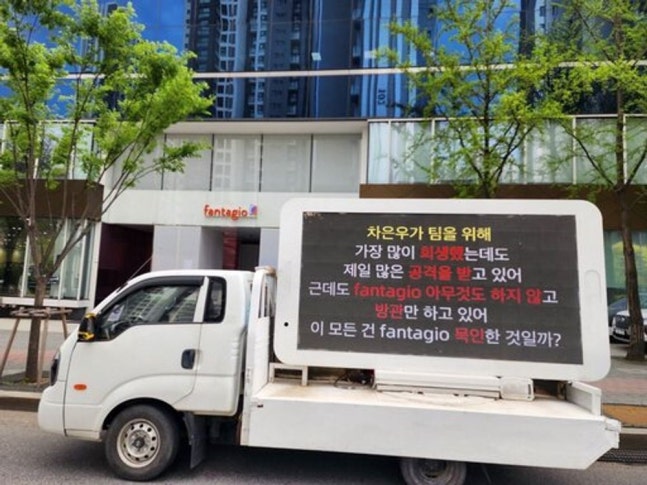 fantagio
차은우가 팀을 위해
가장 많이 희생했는데도
제일 많은 공격을 받고 있어
근데도 fantagio 아무것도 하지 않고
방관만 하고 있어
이 모든 건 fantagio 묵인한 것일까?